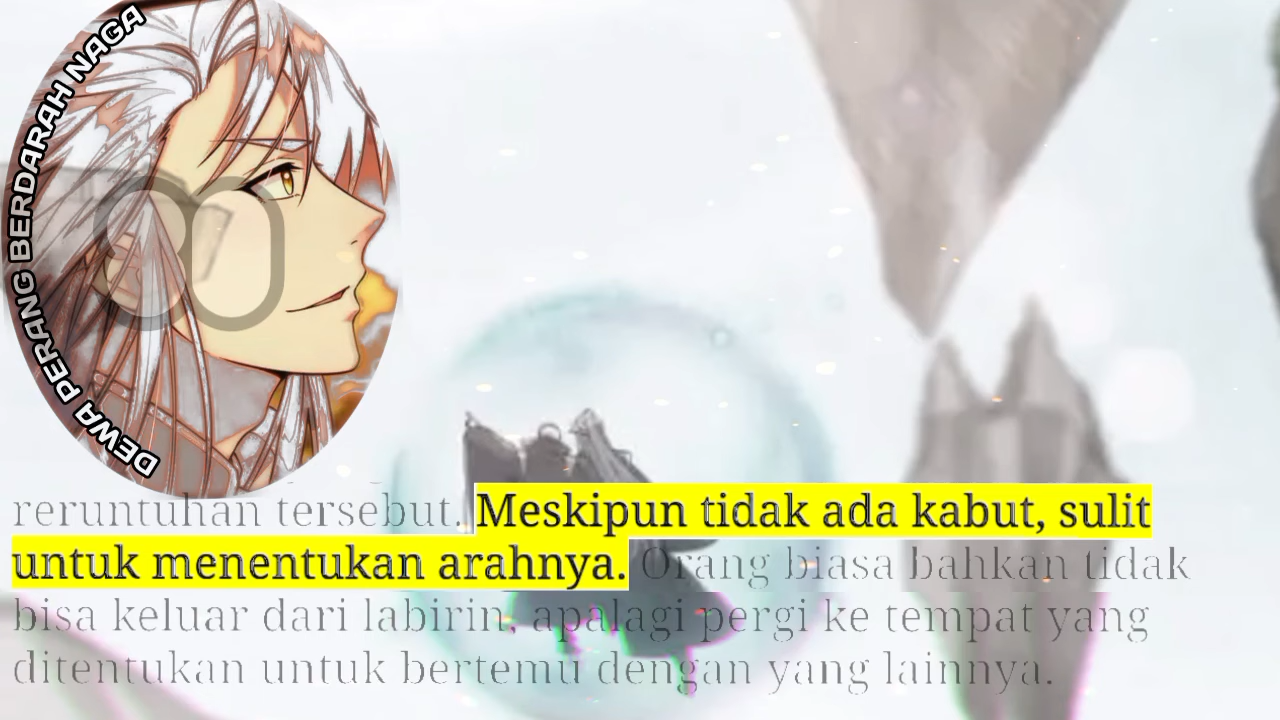 DEWA PERANG BERDARAH NAGA
reruntuhan tersebut. Meskipun tidak ada kabut, sulit
untuk menentukan arahnya. Orang biasa bahkan tidak
bisa keluar dari labirin, apalagi pergi ke tempat yang
ditentukan untuk bertemu dengan yang lainnya.